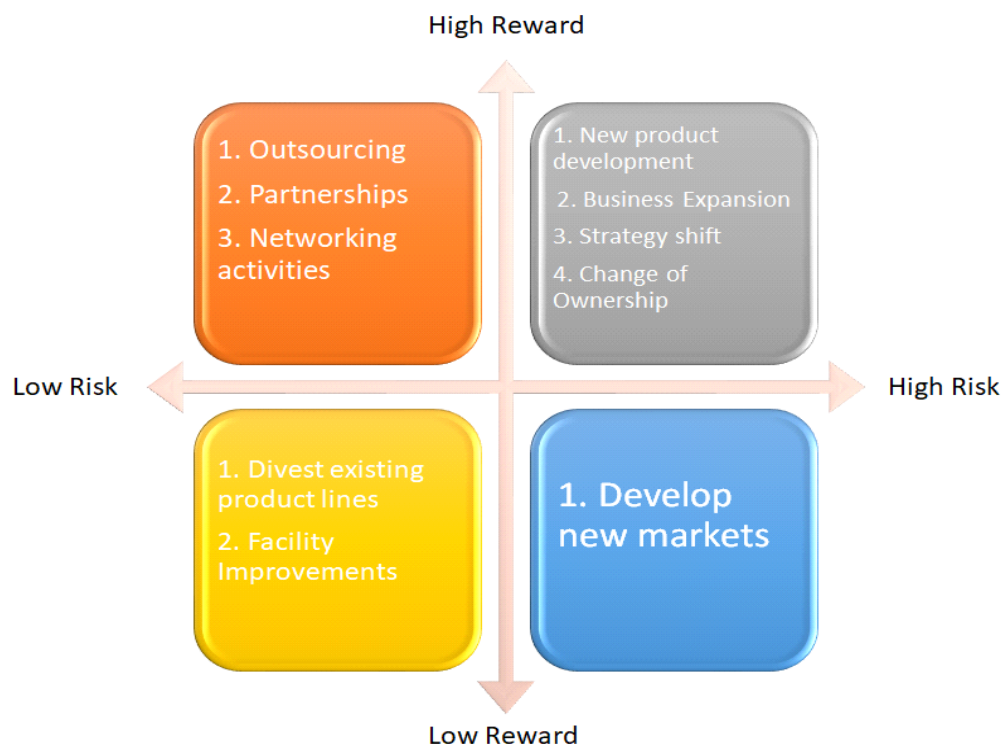 High Reward
1. Outsourcing
2. Partnerships
3. Networking
activities
1. New product
development
2. Business Expansion
3. Strategy shift
4. Change of
Ownership
Low Risk
High Risk
1. Divest existing
product lines
2. Facility
Improvements
1. Develop
new markets
Low Reward